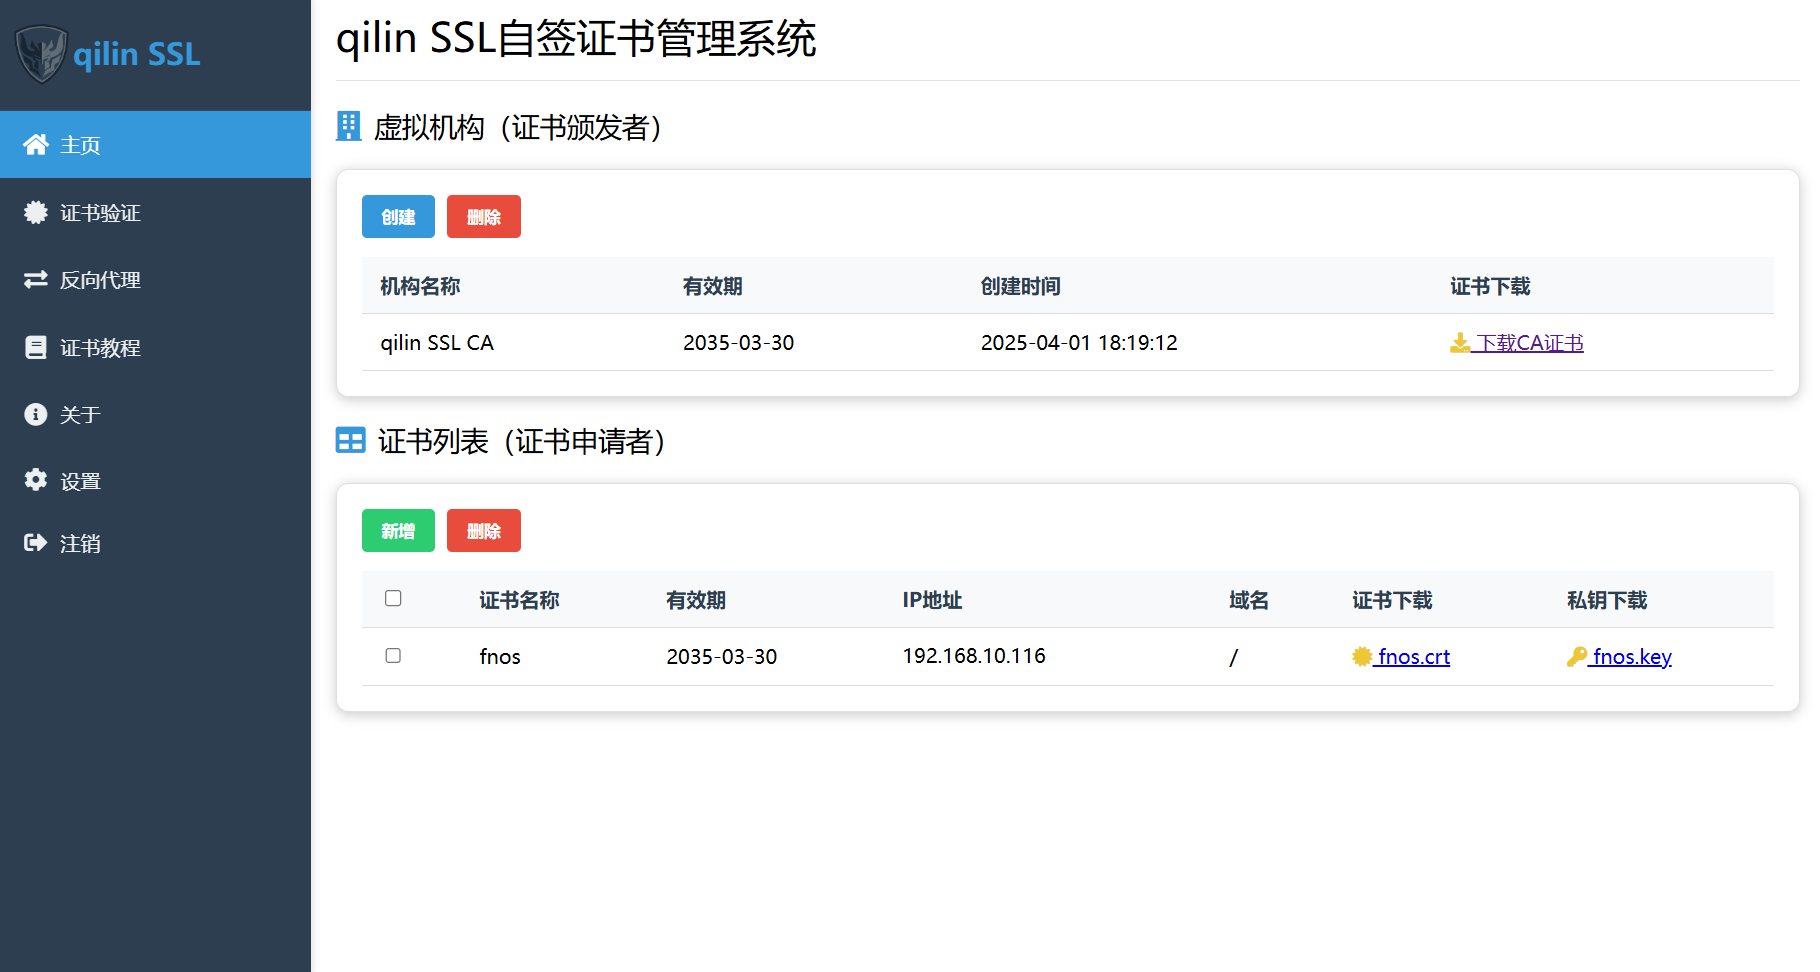 qilin SSL
主页
证书验证
反向代理
证书教程
关于
设置
注销
qilin SSL自签证书管理系统
虚拟机构（证书颁发者）
创建 删除
机构名称 有效期 创建时间 证书下载
qilin SSL CA 2035-03-30 2025-04-01 18:19:12 下载CA证书
证书列表（证书申请者）
新增 删除
证书名称 有效期 IP地址 域名 证书下载 私钥下载
fnos 2035-03-30 192.168.10.116 / fnos.crt fnos.key